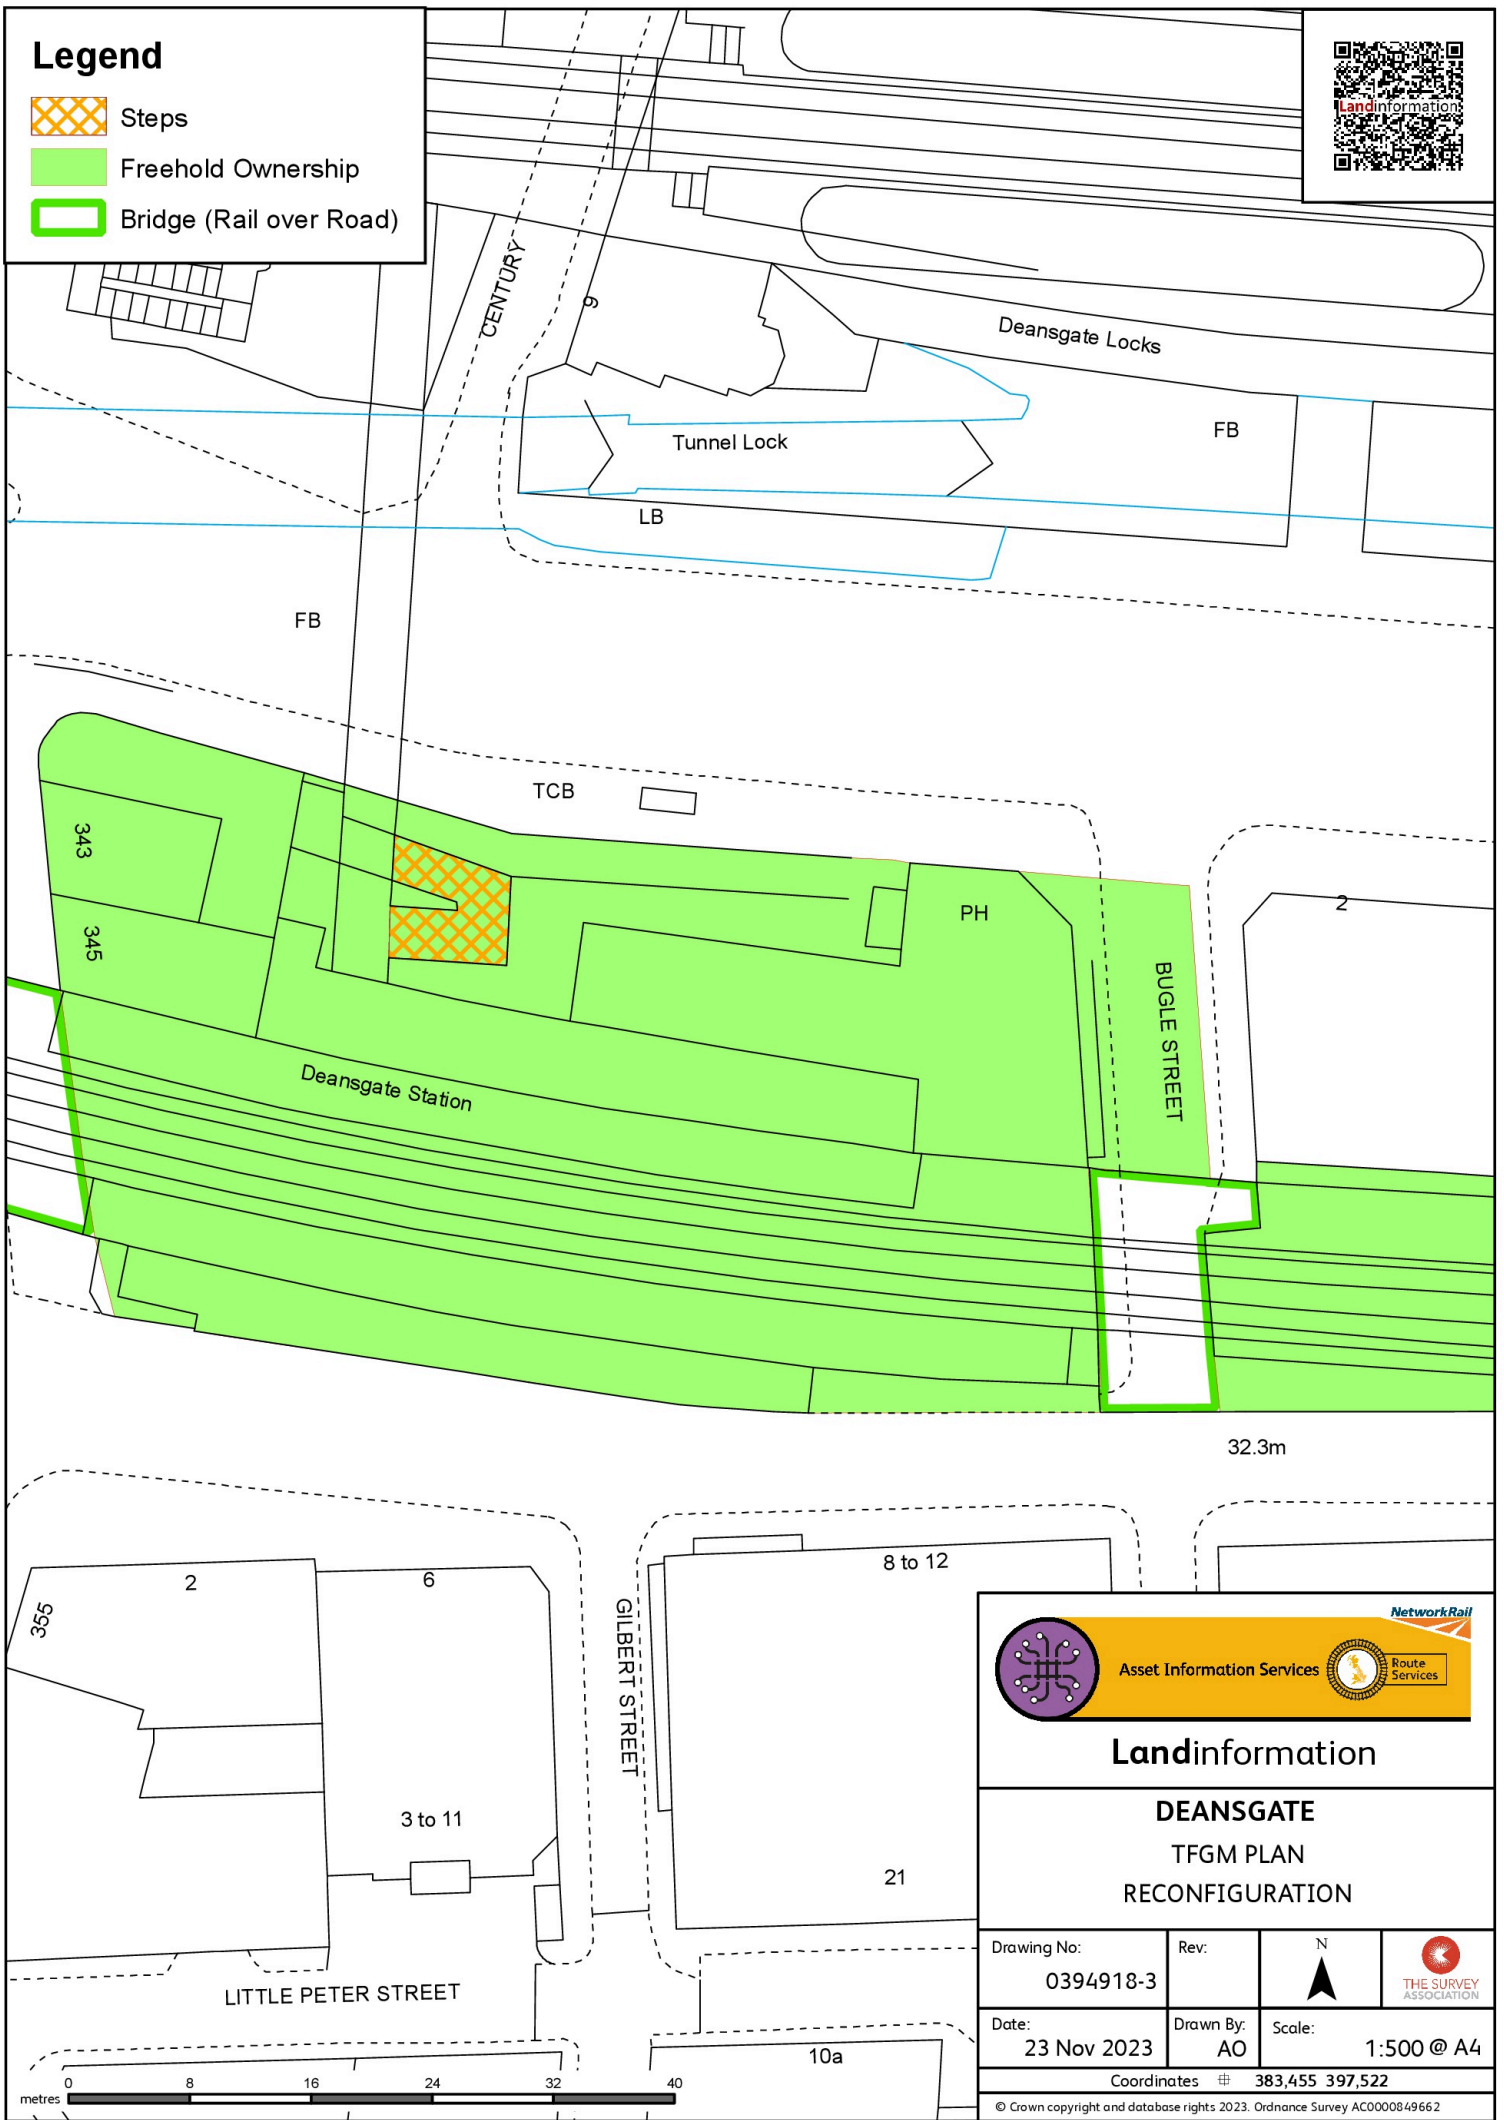 Legend
Steps
Freehold Ownership
Bridge (Rail over Road)
Landinformation
CENTURY
9
Deansgate Locks
Tunnel Lock
FB
LB
FB
TCB
343
345
PH
2
BUGLE STREET
Deansgate Station
32.3m
2
6
8 to 12
355
GILBERT STREET
3 to 11
21
LITTLE PETER STREET
10a
metres 0 8 16 24 32 40
NetworkRail
Asset Information Services
Route
Services
Landinformation
DEANSGATE
TFGM PLAN
RECONFIGURATION
Drawing No:
0394918-3
Rev:
N
THE SURVEY
ASSOCIATION
Date:
23 Nov 2023
Drawn By:
AO
Scale:
1:500 @ A4
Coordinates 383,455 397,522
© Crown copyright and database rights 2023. Ordnance Survey AC0000849662